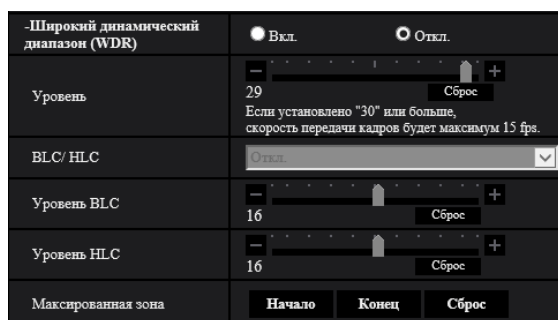 -Широкий динамический
диапазон (WDR)
Вкл.
Откл.
Уровень
29
Сброс
Если установлено "30" или больше,
скорость передачи кадров будет максимум 15 fps.
BLC/ HLC
Откл.
Уровень BLC
16
Сброс
Уровень HLC
16
Сброс
Максированная зона
Начало
Конец
Сброс